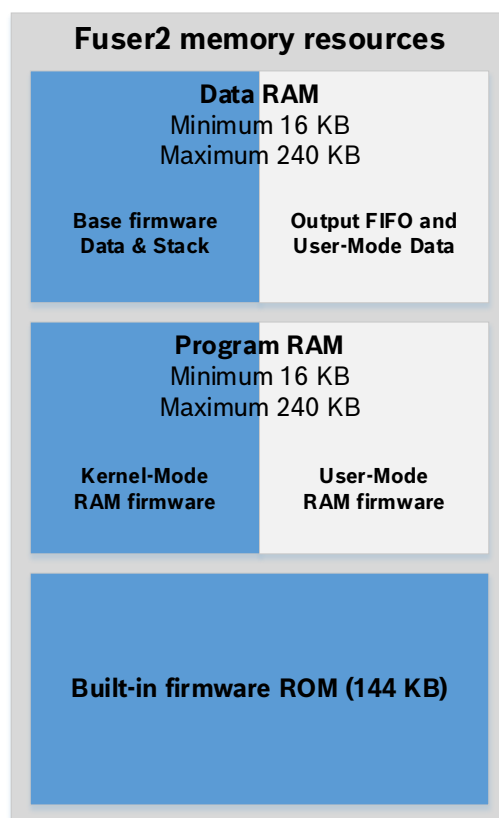 Fuser2 memory resources
Data RAM
Minimum 16 KB
Maximum 240 KB
Base firmware
Data & Stack
Output FIFO and
User-Mode Data
Program RAM
Minimum 16 KB
Maximum 240 KB
Kernel-Mode
RAM firmware
User-Mode
RAM firmware
Built-in firmware ROM (144 KB)